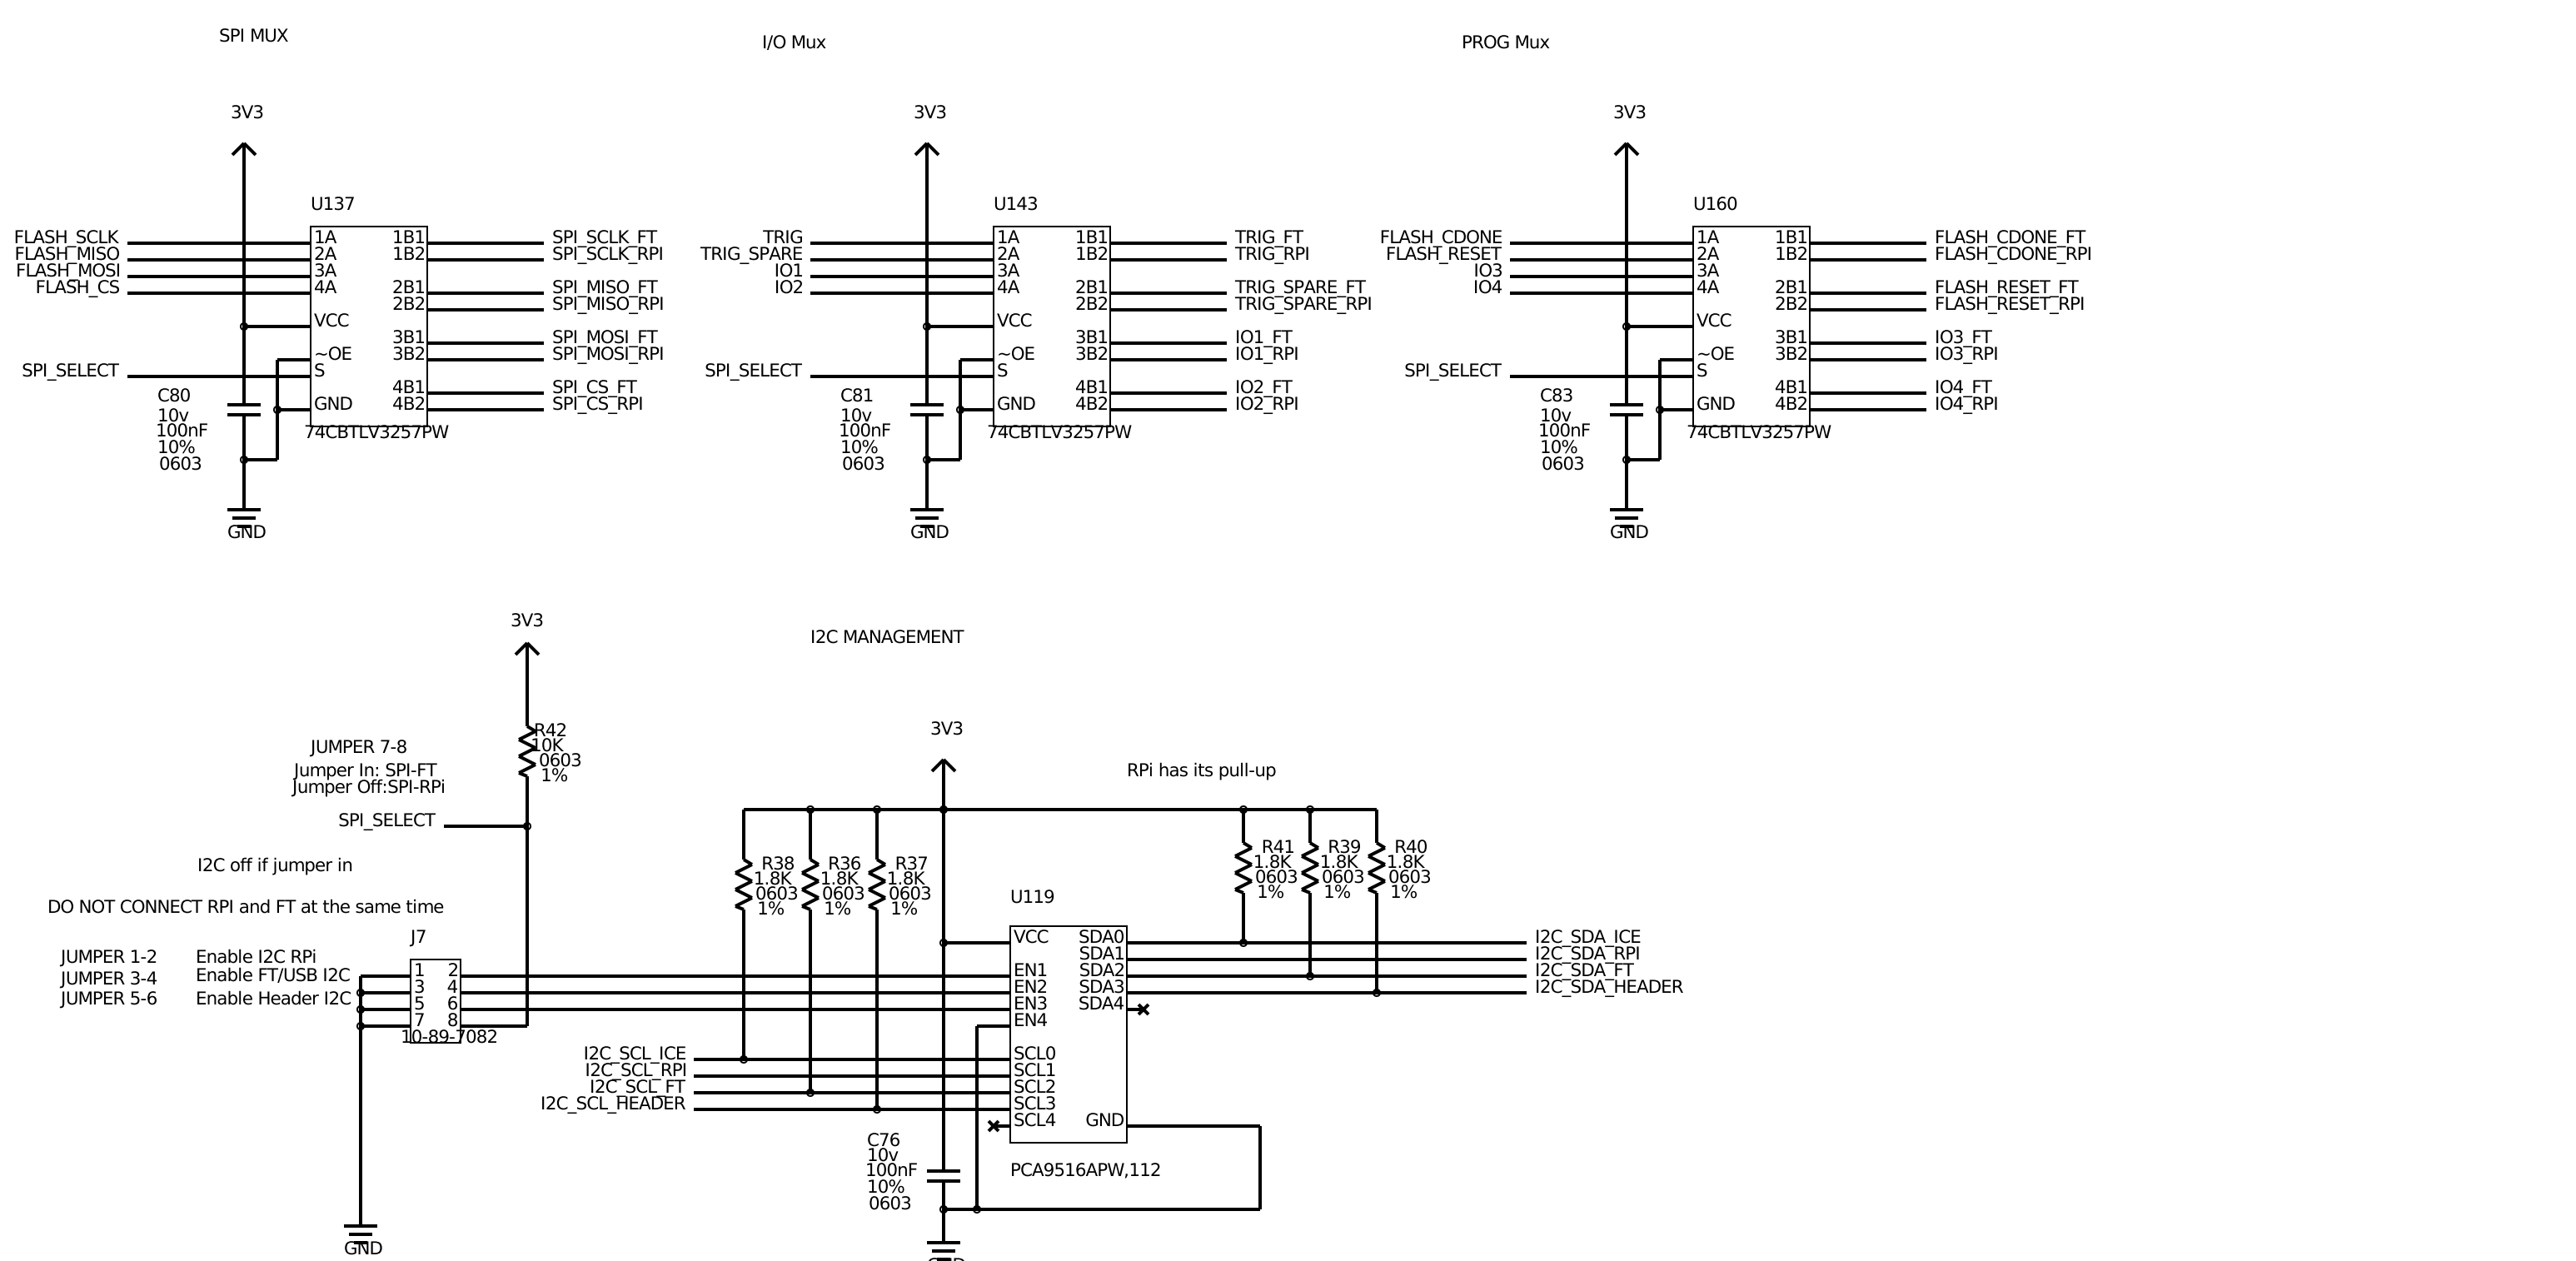 SPI MUX
I/O Mux
PROG Mux
3V3
3V3
3V3
U137
FLASH_SCLK
FLASH_MISO
FLASH_MOSI
FLASH_CS
SPI_SELECT
1A
2A
3A
4A
VCC
~OE
S
GND
1B1
1B2
2B1
2B2
3B1
3B2
4B1
4B2
SPI_SCLK_FT
SPI_SCLK_RPI
SPI_MISO_FT
SPI_MISO_RPI
SPI_MOSI_FT
SPI_MOSI_RPI
SPI_CS_FT
SPI_CS_RPI
74CBTLV3257PW
C80
10v
100nF
10%
0603
GND
U143
TRIG
TRIG_SPARE
IO1
IO2
SPI_SELECT
1A
2A
3A
4A
VCC
~OE
S
GND
1B1
1B2
2B1
2B2
3B1
3B2
4B1
4B2
TRIG_FT
TRIG_RPI
TRIG_SPARE_FT
TRIG_SPARE_RPI
IO1_FT
IO1_RPI
IO2_FT
IO2_RPI
74CBTLV3257PW
C81
10v
100nF
10%
0603
GND
U160
FLASH_CDONE
FLASH_RESET
IO3
IO4
SPI_SELECT
1A
2A
3A
4A
VCC
~OE
S
GND
1B1
1B2
2B1
2B2
3B1
3B2
4B1
4B2
FLASH_CDONE_FT
FLASH_CDONE_RPI
FLASH_RESET_FT
FLASH_RESET_RPI
IO3_FT
IO3_RPI
IO4_FT
IO4_RPI
74CBTLV3257PW
C83
10v
100nF
10%
0603
GND
3V3
I2C MANAGEMENT
R42
10K
0603
1%
JUMPER 7-8
Jumper In: SPI-FT
Jumper Off:SPI-RPi
SPI_SELECT
I2C off if jumper in
DO NOT CONNECT RPI and FT at the same time
J7
JUMPER 1-2 Enable I2C RPi
JUMPER 3-4 Enable FT/USB I2C
JUMPER 5-6 Enable Header I2C
1 2
3 4
5 6
7 8
10-89-7082
GND
3V3
RPi has its pull-up
R38
1.8K
0603
1%
R36
1.8K
0603
1%
R37
1.8K
0603
1%
R41
1.8K
0603
1%
R39
1.8K
0603
1%
R40
1.8K
0603
1%
U119
VCC
EN1
EN2
EN3
EN4
SCL0
SCL1
SCL2
SCL3
SCL4
SDA0
SDA1
SDA2
SDA3
SDA4
GND
I2C_SDA_ICE
I2C_SDA_RPI
I2C_SDA_FT
I2C_SDA_HEADER
I2C_SCL_ICE
I2C_SCL_RPI
I2C_SCL_FT
I2C_SCL_HEADER
PCA9516APW,112
C76
10v
100nF
10%
0603